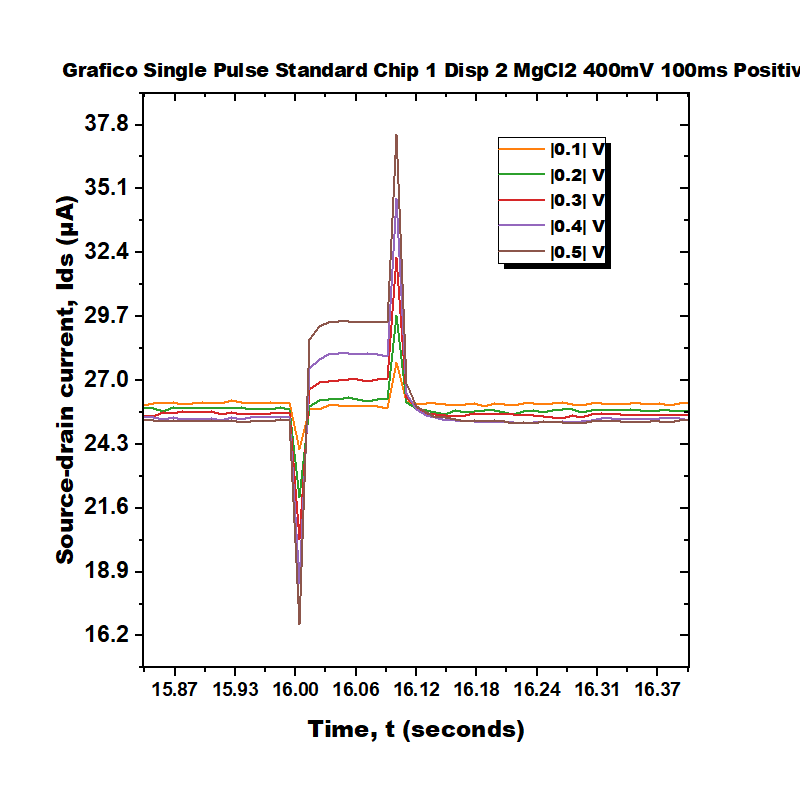 Grafico Single Pulse Standard Chip 1 Disp 2 MgCl2 400mV 100ms Positiv
37.8
35.1
32.4
29.7
27.0
24.3
21.6
18.9
16.2
Source-drain current, Ids (µA)
|0.1| V
|0.2| V
|0.3| V
|0.4| V
|0.5| V
15.87 15.93 16.00 16.06 16.12 16.18 16.24 16.31 16.37
Time, t (seconds)